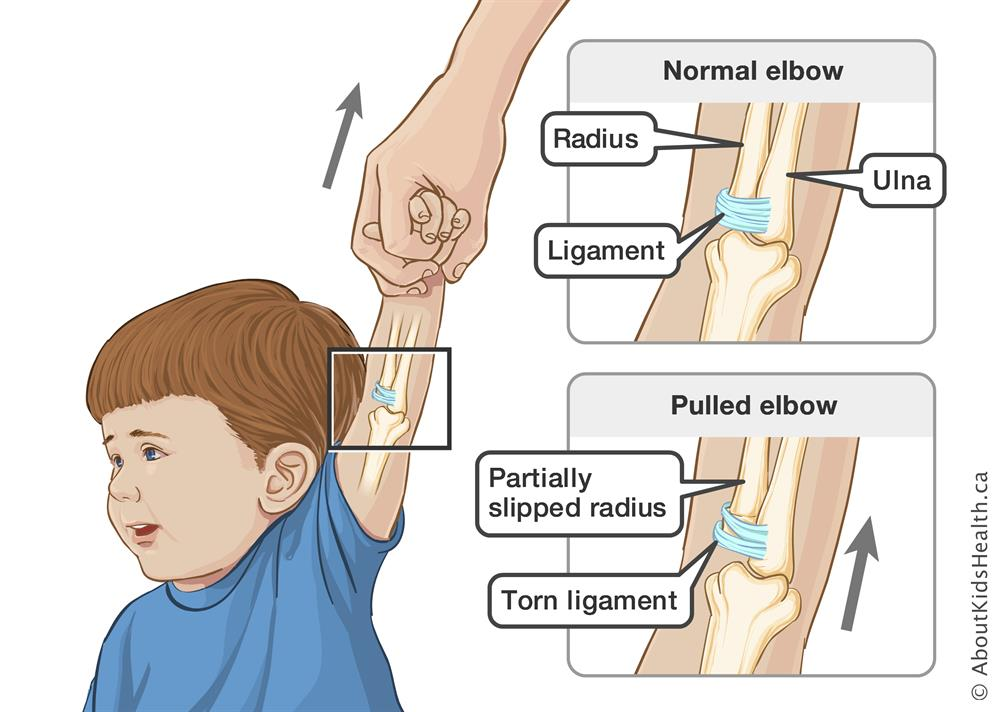 Normal elbow
Radius
Ulna
Ligament
Pulled elbow
Partially
slipped radius
Torn ligament
© AboutKidsHealth.ca